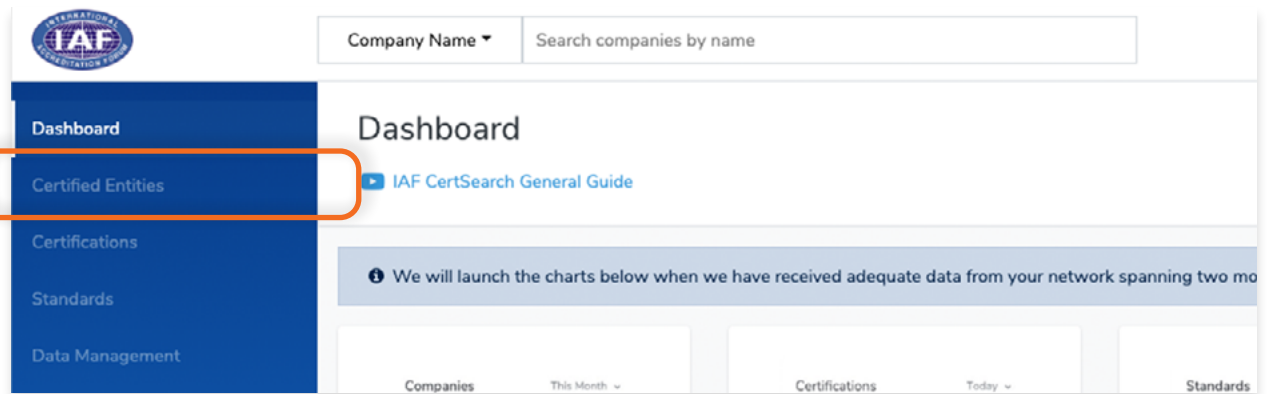 INTERNATIONAL
IAF
ACCREDITATION FORUM
Company Name
Search companies by name
Dashboard
Certified Entities
Certifications
Standards
Data Management
Dashboard
IAF CertSearch General Guide
We will launch the charts below when we have received adequate data from your network spanning two mo
Companies This Month
Certifications Today
Standards